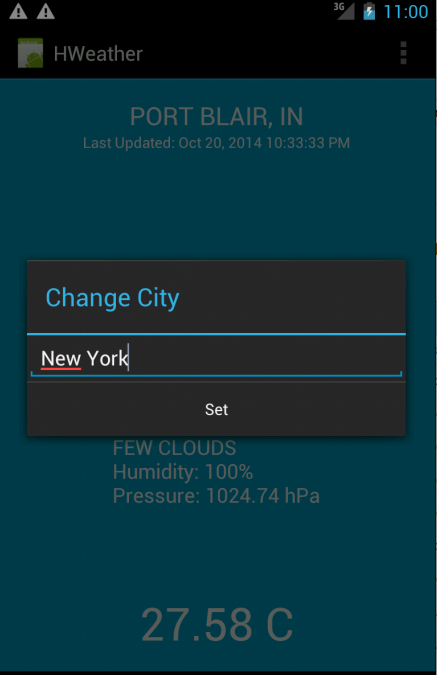 3G 11:00
HWeather
PORT BLAIR, IN
Last Updated: Oct 20, 2014 10:33:33 PM
Change City
New York
Set
FEW CLOUDS
Humidity: 100%
Pressure: 1024.74 hPa
27.58 C